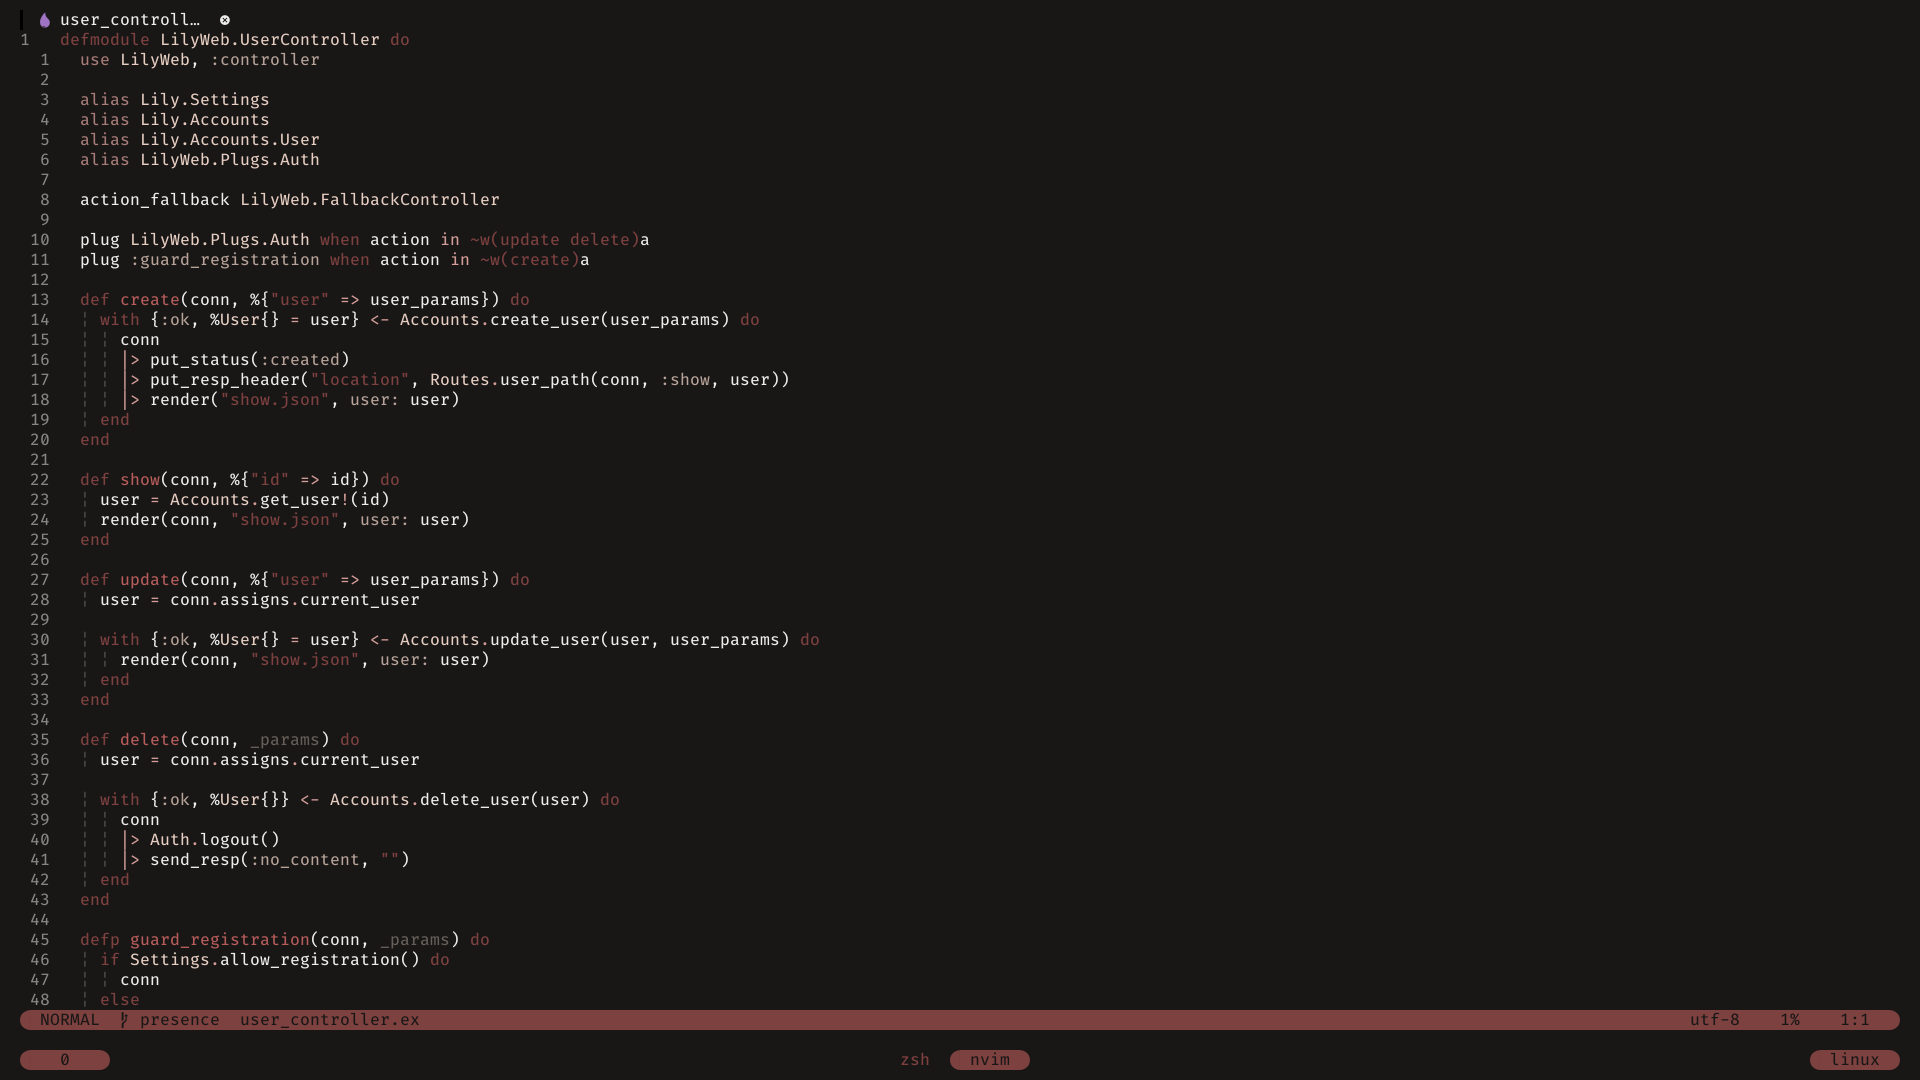 user_controll…
1 defmodule LilyWeb.UserController do
1 use LilyWeb, :controller
2
3 alias Lily.Settings
4 alias Lily.Accounts
5 alias Lily.Accounts.User
6 alias LilyWeb.Plugs.Auth
7
8 action_fallback LilyWeb.FallbackController
9
10 plug LilyWeb.Plugs.Auth when action in ~w(update delete)a
11 plug :guard_registration when action in ~w(create)a
12
13 def create(conn, %{"user" => user_params}) do
14 with {:ok, %User{} = user} <- Accounts.create_user(user_params) do
15 conn
16 |> put_status(:created)
17 |> put_resp_header("location", Routes.user_path(conn, :show, user))
18 |> render("show.json", user: user)
19 end
20 end
21
22 def show(conn, %{"id" => id}) do
23 user = Accounts.get_user!(id)
24 render(conn, "show.json", user: user)
25 end
26
27 def update(conn, %{"user" => user_params}) do
28 user = conn.assigns.current_user
29
30 with {:ok, %User{} = user} <- Accounts.update_user(user, user_params) do
31 render(conn, "show.json", user: user)
32 end
33 end
34
35 def delete(conn, _params) do
36 user = conn.assigns.current_user
37
38 with {:ok, %User{}} <- Accounts.delete_user(user) do
39 conn
40 |> Auth.logout()
41 |> send_resp(:no_content, "")
42 end
43 end
44
45 defp guard_registration(conn, _params) do
46 if Settings.allow_registration() do
47 conn
48 else
NORMAL presence user_controller.ex utf-8 1% 1:1
0 zsh nvim linux